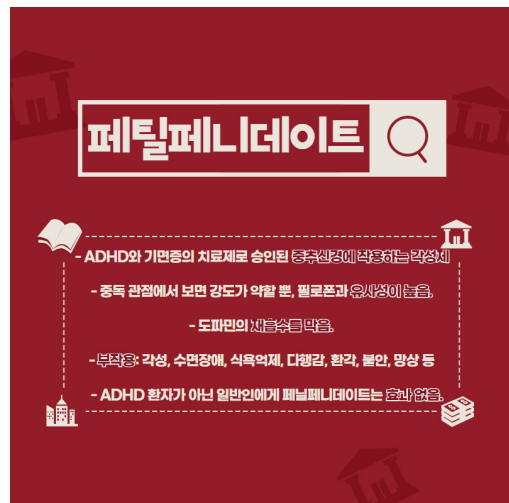 페틸페니데이트
- ADHD와 기면증의 치료제로 승인된 중추신경에 작용하는 각성제
- 중독 관점에서 보면 강도가 약할 뿐, 필로폰과 유사성이 높음.
- 도파민의 재흡수를 막음.
- 부작용: 각성, 수면장애, 식욕억제, 다행감, 환각, 불안, 망상 등
- ADHD 환자가 아닌 일반인에게 페닐페니데이트는 효과 없음.